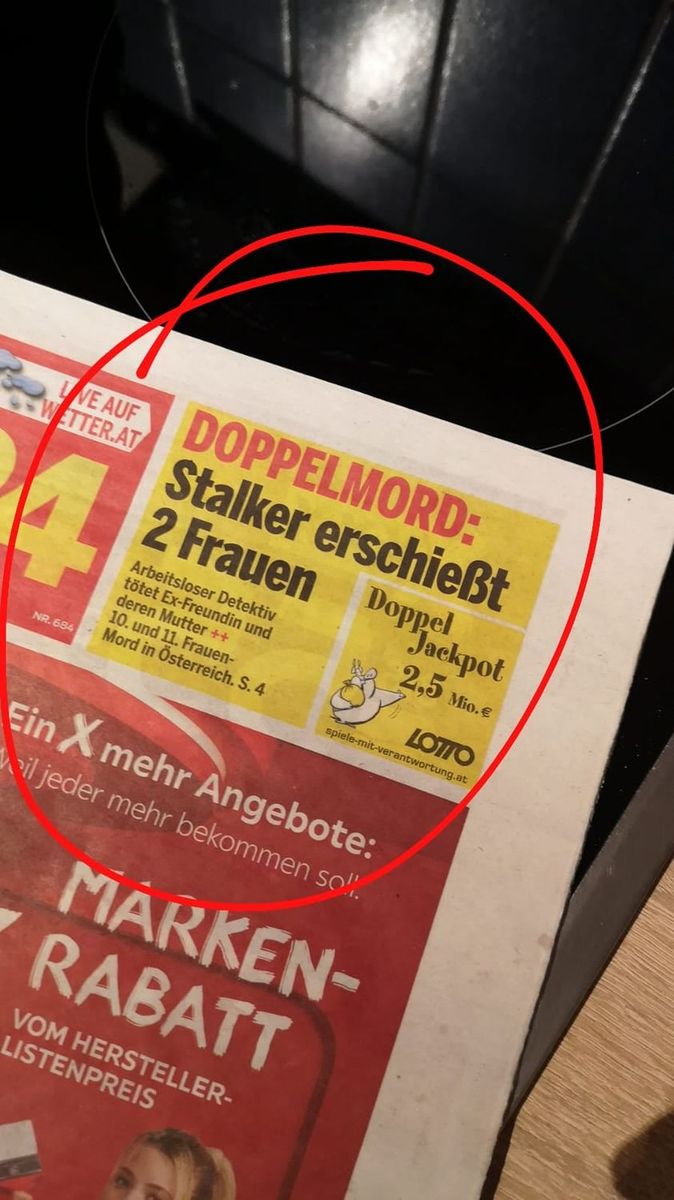 LIVE AUF
WETTER.AT
24
NR. 684
DOPPELMORD:
Stalker erschießt
2 Frauen
Arbeitsloser Detektiv
tötet Ex-Freundin und
deren Mutter ++
10. und 11. Frauen-
Mord in Österreich. S. 4
Doppel
Jackpot
2,5 Mio. €
LOTTO
spiele-mit-verantwortung.at
Ein X mehr Angebote:
weil jeder mehr bekommen soll.
MARKEN-
RABATT
VOM HERSTELLER-
LISTENPREIS